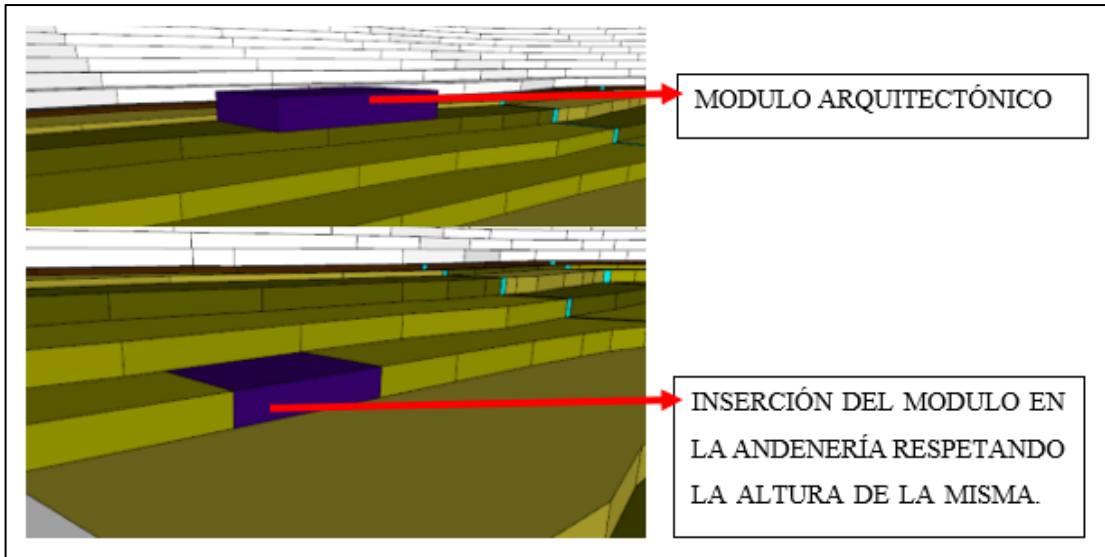 MODULO ARQUITECTÓNICO
INSERCIÓN DEL MODULO EN
LA ANDENERÍA RESPETANDO
LA ALTURA DE LA MISMA.